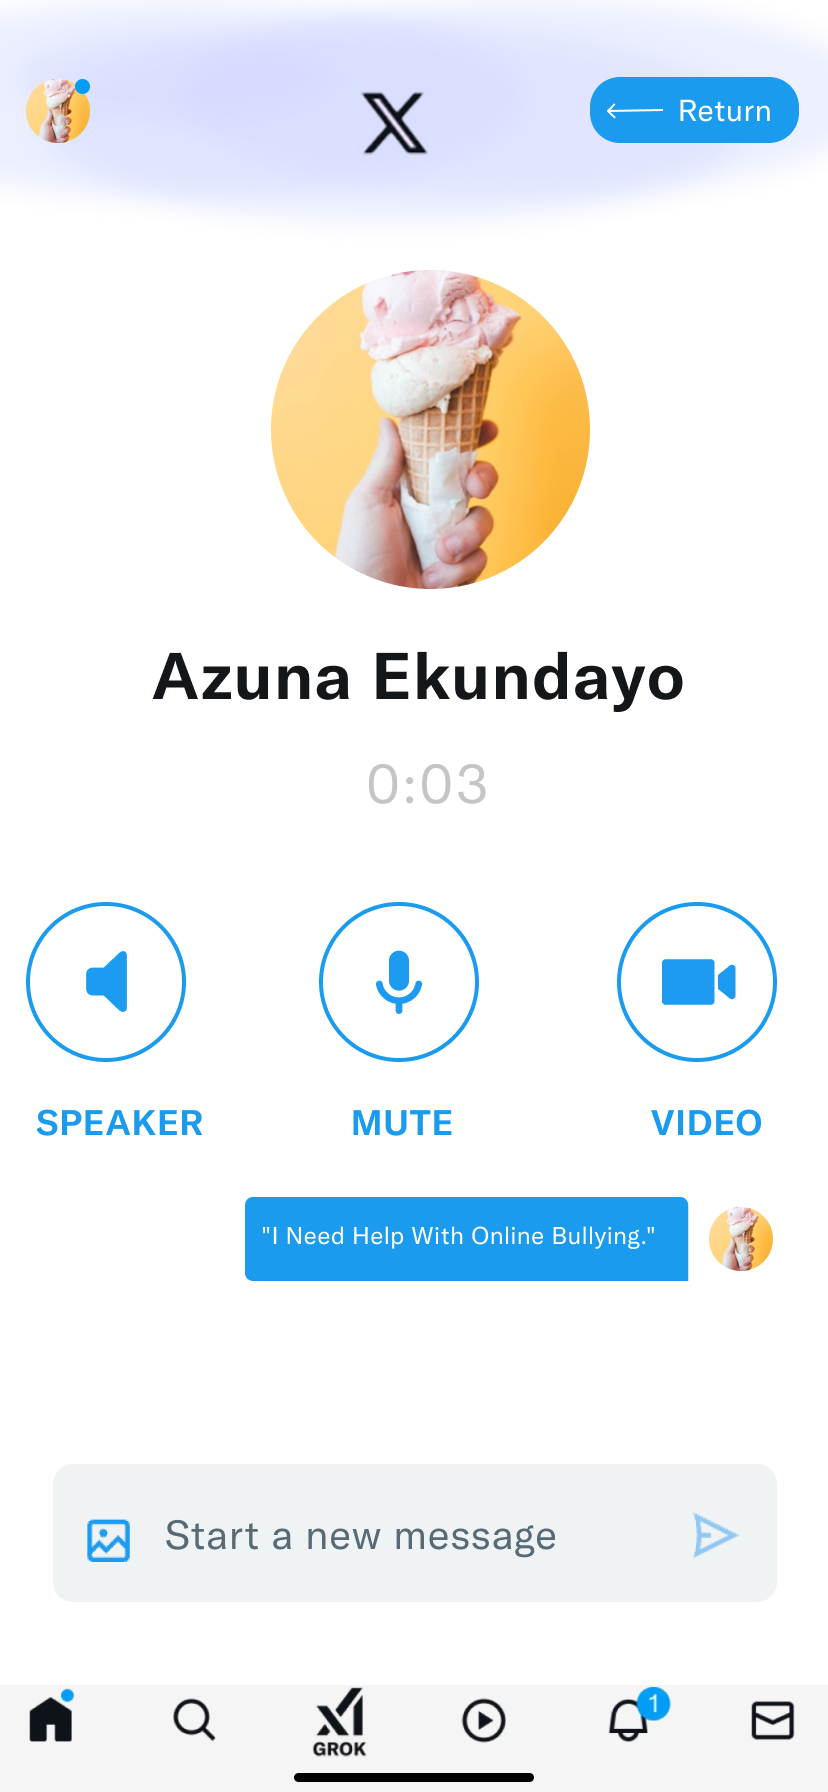 Return
Azuna Ekundayo
0:03
SPEAKER
MUTE
VIDEO
"I Need Help With Online Bullying."
Start a new message
1
GROK